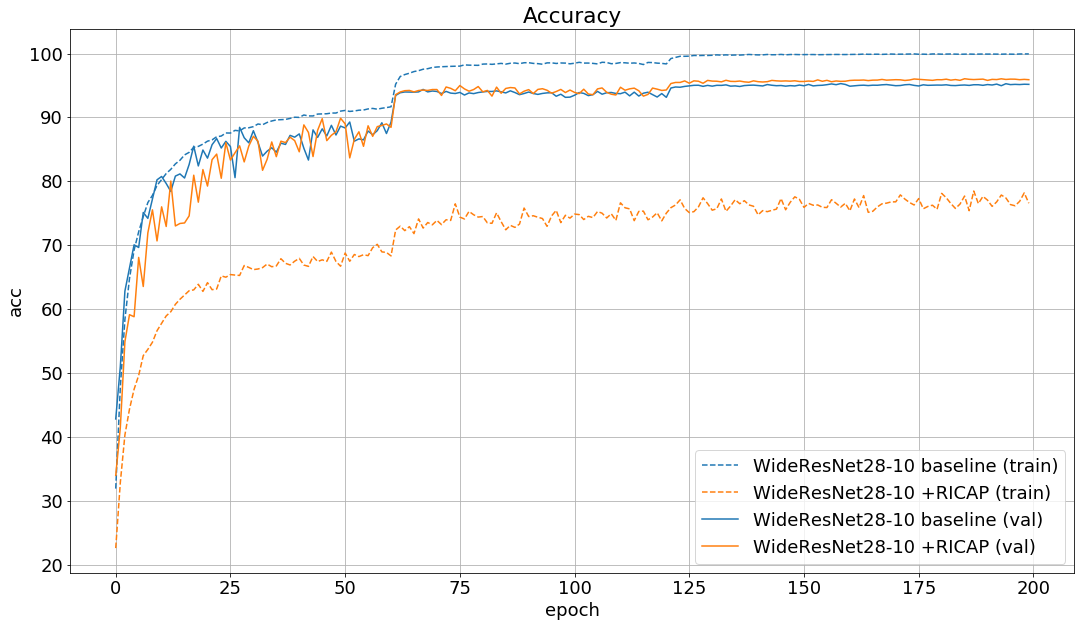 Accuracy
100
90
80
70
60
50
40
30
20
acc
0 25 50 75 100 125 150 175 200
epoch
WideResNet28-10 baseline (train)
WideResNet28-10 +RICAP (train)
WideResNet28-10 baseline (val)
WideResNet28-10 +RICAP (val)